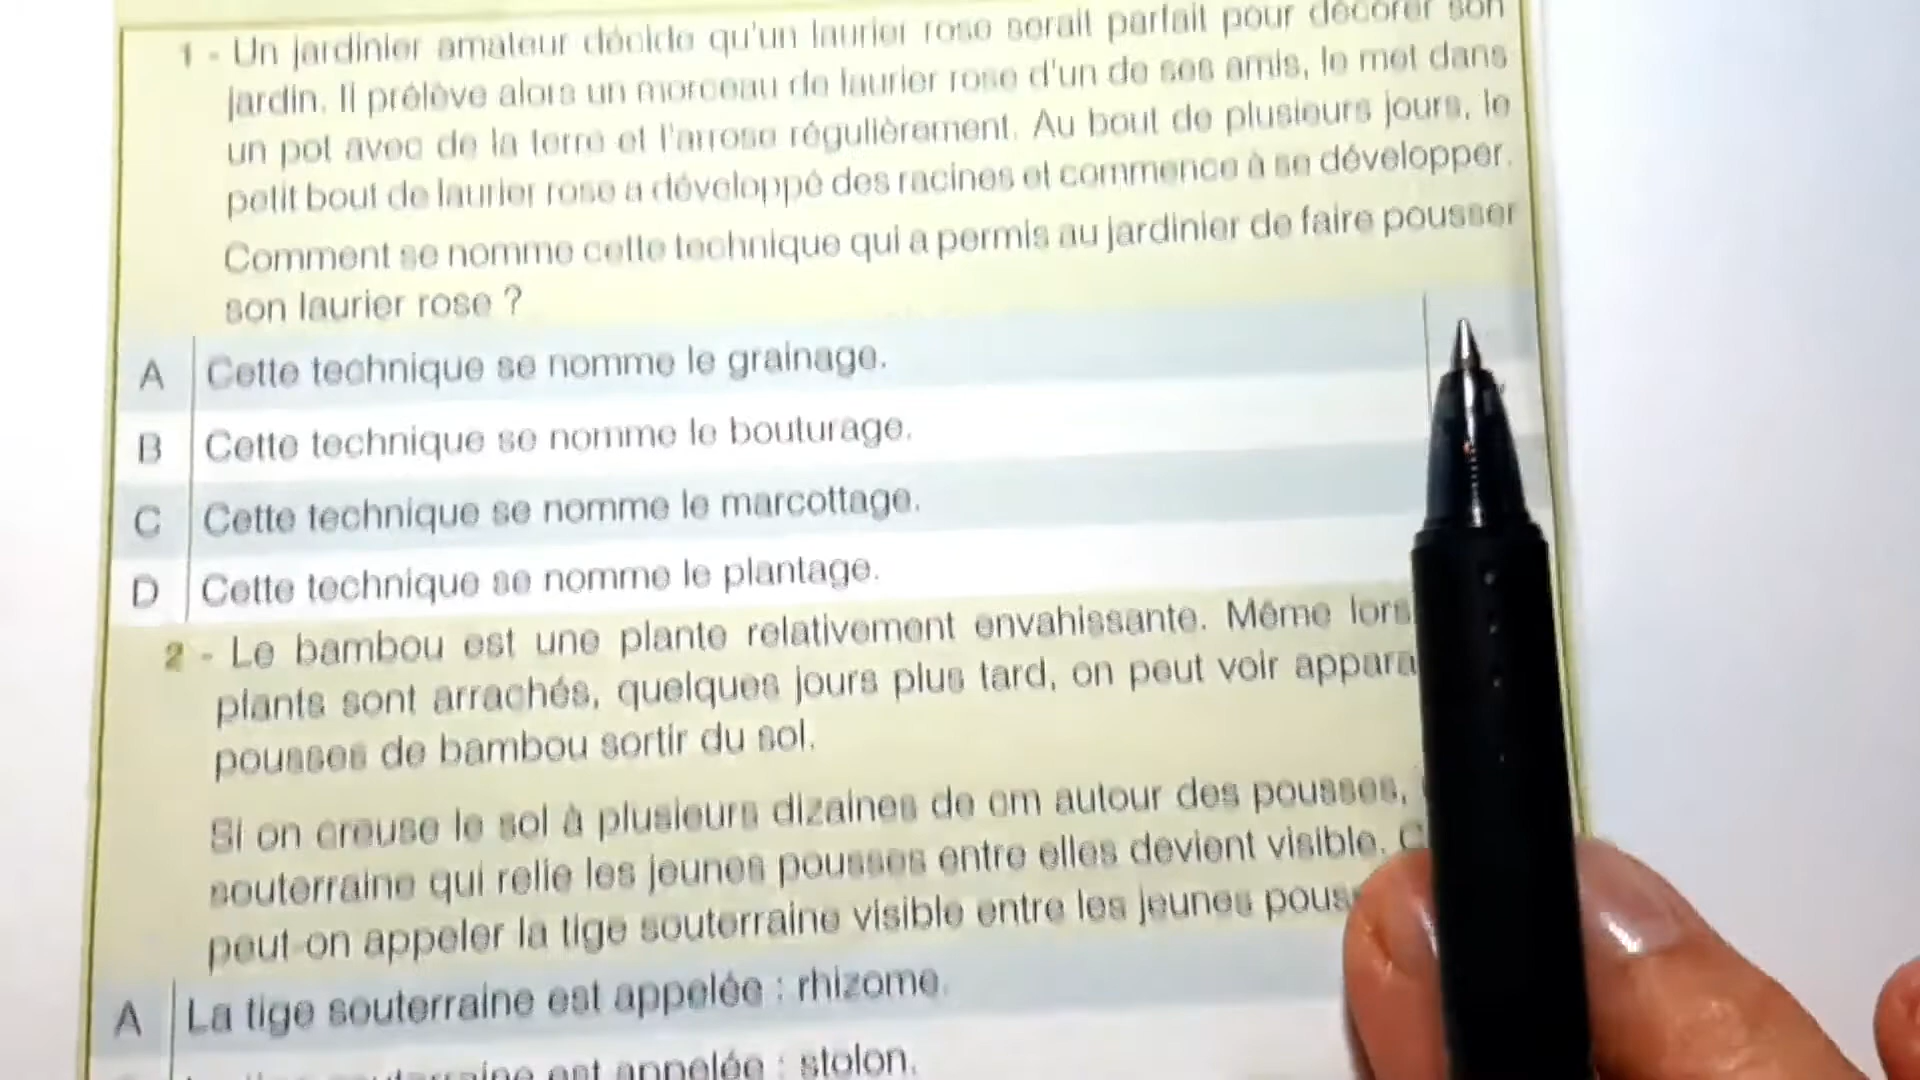 1 - Un jardinier amateur décide qu'un laurier rose serait parfait pour décorer son
jardin. Il prélève alors un morceau de laurier rose d'un de ses amis, le met dans
un pot avec de la terre et l'arrose régulièrement. Au bout de plusieurs jours, le
petit bout de laurier rose a développé des racines et commence à se développer.
Comment se nomme cette technique qui a permis au jardinier de faire pousser
son laurier rose ?
A Cette technique se nomme le grainage.
B Cette technique se nomme le bouturage.
C Cette technique se nomme le marcottage.
D Cette technique se nomme le plantage.
2 - Le bambou est une plante relativement envahissante. Même lors
plants sont arrachés, quelques jours plus tard, on peut voir appara
pousses de bambou sortir du sol.
Si on creuse le sol à plusieurs dizaines de cm autour des pousses,
souterraine qui relie les jeunes pousses entre elles devient visible. C
peut-on appeler la tige souterraine visible entre les jeunes pous
A La tige souterraine est appelée : rhizome.
souterraine est appelée : stolon.